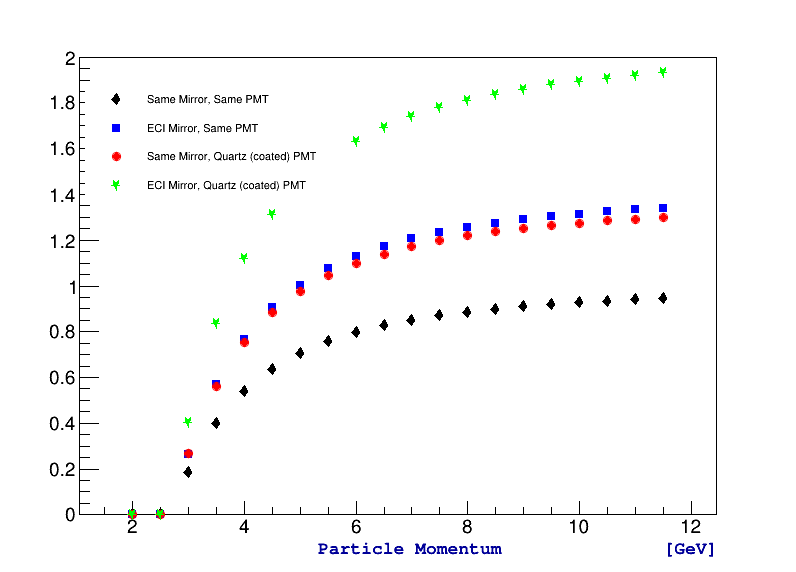 2
1.8
1.6
1.4
1.2
1
0.8
0.6
0.4
0.2
0
Same Mirror, Same PMT
ECI Mirror, Same PMT
Same Mirror, Quartz (coated) PMT
ECI Mirror, Quartz (coated) PMT
2 4 6 8 10 12
Particle Momentum [GeV]